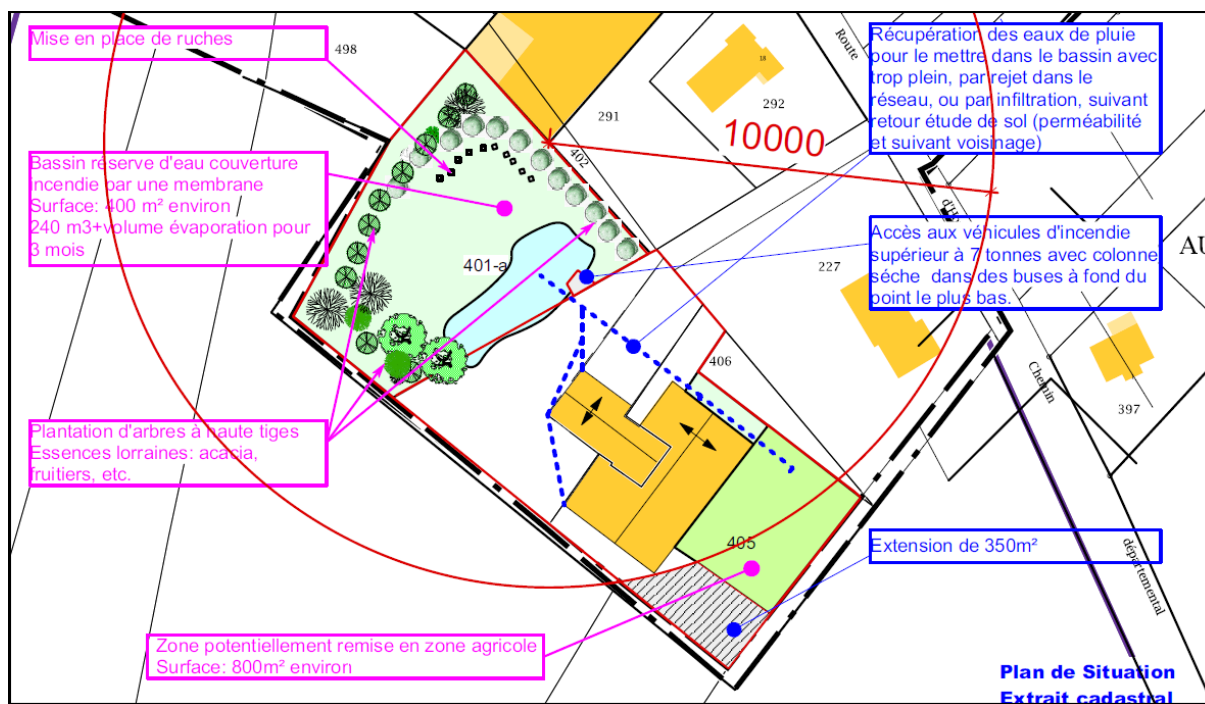 Mise en place de ruches
498
Route
Récupération des eaux de pluie
pour le mettre dans le bassin avec
trop plein, par rejet dans le
réseau, ou par infiltration, suivant
retour étude de sol (perméabilité
et suivant voisinage)
18
292
291
10000
402
Bassin réserve d'eau couverture
incendie par une membrane
Surface: 400 m² environ
240 m3+volume évaporation pour
3 mois
401-a
227
Accès aux véhicules d'incendie
supérieur à 7 tonnes avec colonne
séche dans des buses à fond du
point le plus bas.
AU
406
Chemin
397
Plantation d'arbres à haute tiges
Essences lorraines: acacia,
fruitiers, etc.
405
Extension de 350m²
départemental
Zone potentiellement remise en zone agricole
Surface: 800m² environ
Plan de Situation
Extrait cadastral